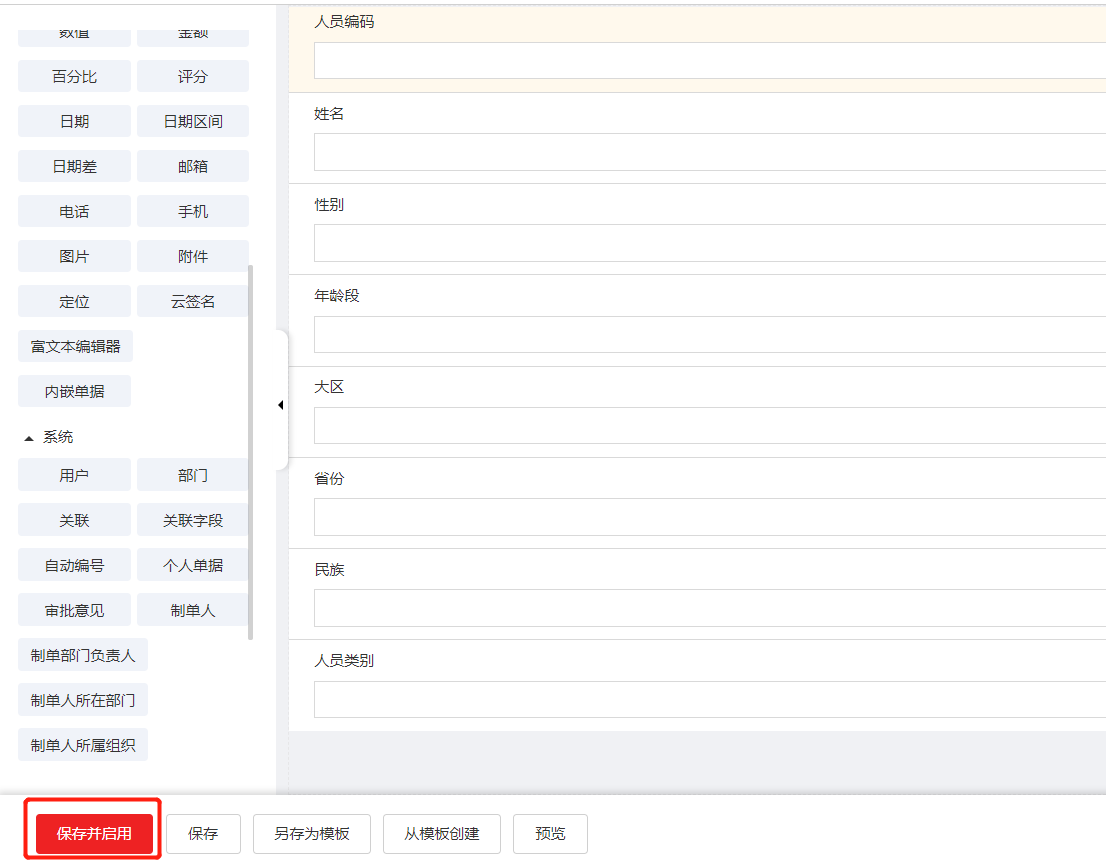 数值 金额
百分比 评分
日期 日期区间
日期差 邮箱
电话 手机
图片 附件
定位 云签名
富文本编辑器
内嵌单据
系统
用户 部门
关联 关联字段
自动编号 个人单据
审批意见 制单人
制单部门负责人
制单人所在部门
制单人所属组织
人员编码
姓名
性别
年龄段
大区
省份
民族
人员类别
保存并启用 保存 另存为模板 从模板创建 预览